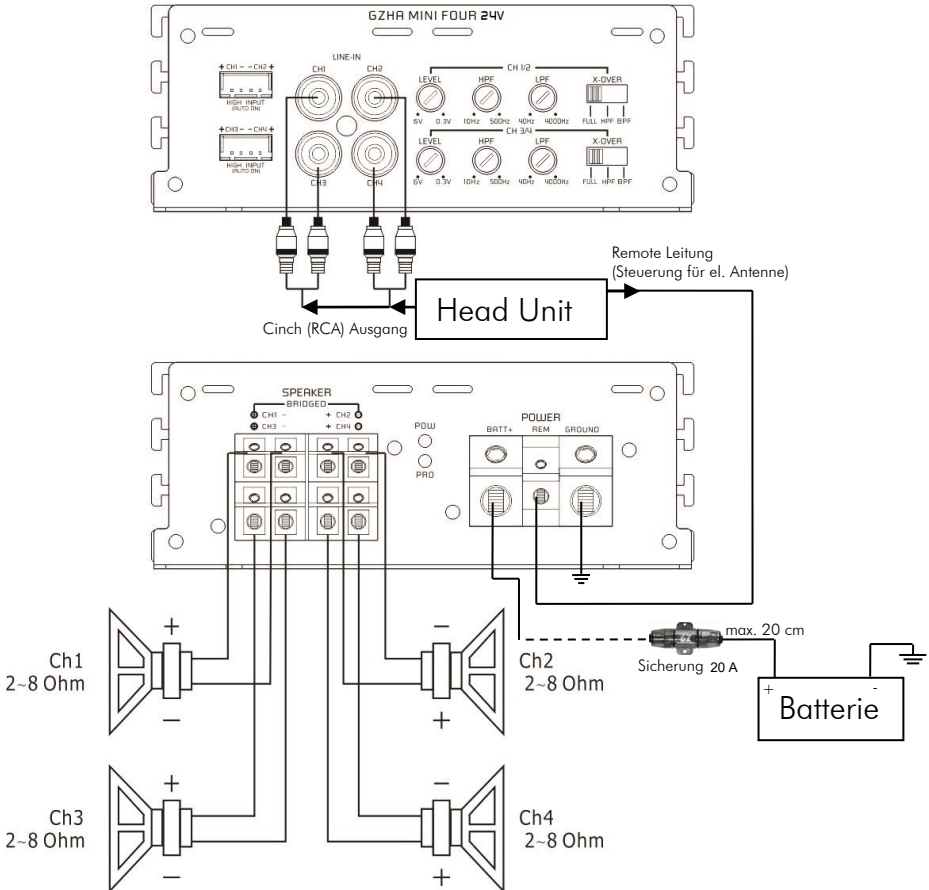 GZHA MINI FOUR 24V
LINE-IN
+ CH1 - - CH2 +
CH1
CH2
CH 1/2
LEVEL
HPF
LPF
X-OVER
HIGH INPUT
(AUTO ON)
6V
0.3V
10Hz
500Hz
40Hz
4000Hz
FULL HPF BPF
+ CH3 - - CH4 +
CH 3/4
LEVEL
HPF
LPF
X-OVER
HIGH INPUT
(AUTO ON)
CH3
CH4
6V
0.3V
10Hz
500Hz
40Hz
4000Hz
FULL HPF BPF
Remote Leitung
(Steuerung für el. Antenne)
Head Unit
Cinch (RCA) Ausgang
SPEAKER
BRIDGED
CH1 -
+ CH2
CH3 -
+ CH4
POW
PRO
POWER
BATT+
REM
GROUND
max. 20 cm
Sicherung 20 A
+
-
Batterie
+
Ch1
2~8 Ohm
−
−
Ch2
2~8 Ohm
+
+
Ch3
2~8 Ohm
−
−
Ch4
2~8 Ohm
+